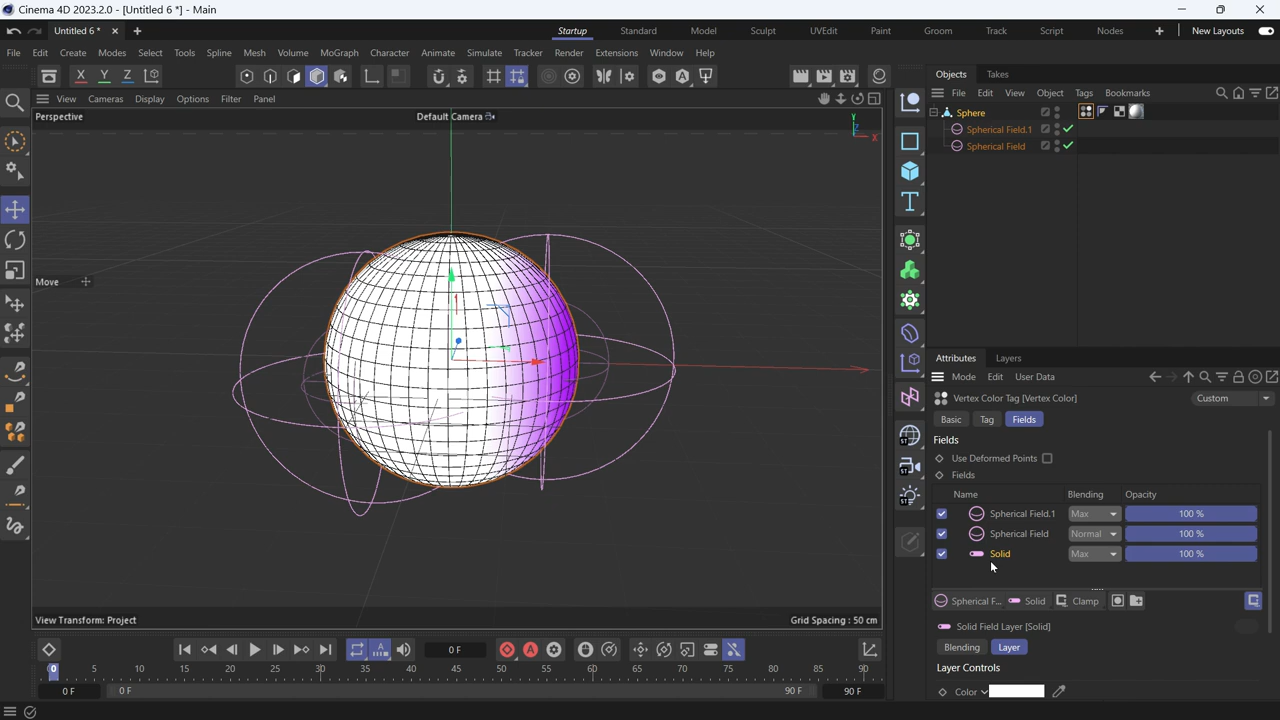 Cinema 4D 2023.2.0 - [Untitled 6 *] - Main
Untitled 6 *
Startup Standard Model Sculpt UVEdit Paint Groom Track Script Nodes New Layouts
File Edit Create Modes Select Tools Spline Mesh Volume MoGraph Character Animate Simulate Tracker Render Extensions Window Help
X Y Z
View Cameras Display Options Filter Panel
Perspective
Default Camera
Y
Z
X
Move
View Transform: Project
Grid Spacing : 50 cm
0 F
0 5 10 15 20 25 30 35 40 45 50 55 60 65 70 75 80 85 90
0 F 0 F 90 F 90 F
T
ST
ST
ST
Objects Takes
File Edit View Object Tags Bookmarks
Sphere
Spherical Field.1
Spherical Field
Attributes Layers
Mode Edit User Data
Vertex Color Tag [Vertex Color]
Custom
Basic Tag Fields
Fields
Use Deformed Points
Fields
Name Blending Opacity
Spherical Field.1 Max 100 %
Spherical Field Normal 100 %
Solid Max 100 %
Spherical F... Solid Clamp
Solid Field Layer [Solid]
Blending Layer
Layer Controls
Color